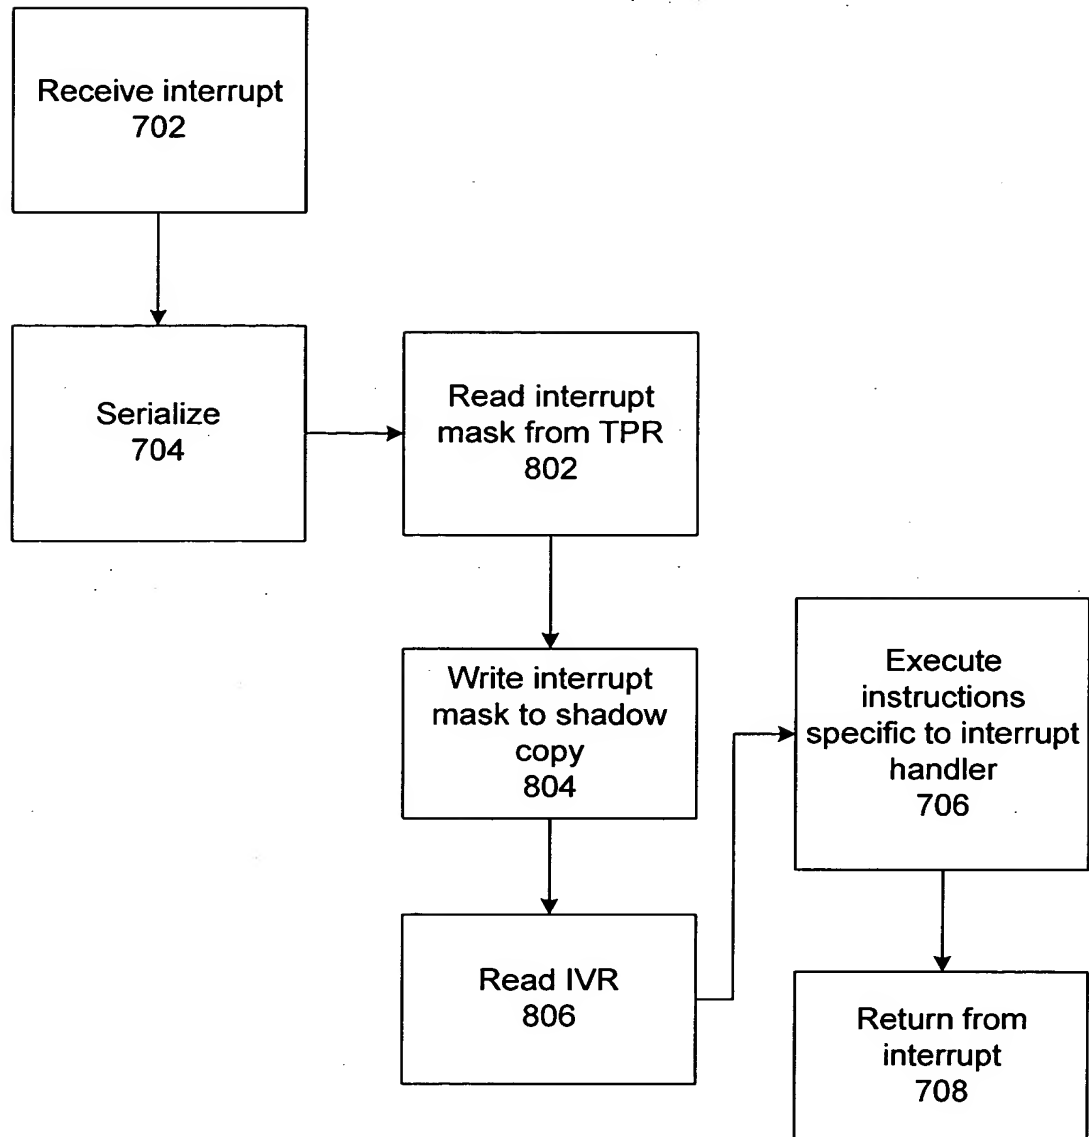 Receive interrupt
702
Serialize
704
Read interrupt
mask from TPR
802
Write interrupt
mask to shadow
copy
804
Read IVR
806
Execute
instructions
specific to interrupt
handler
706
Return from
interrupt
708